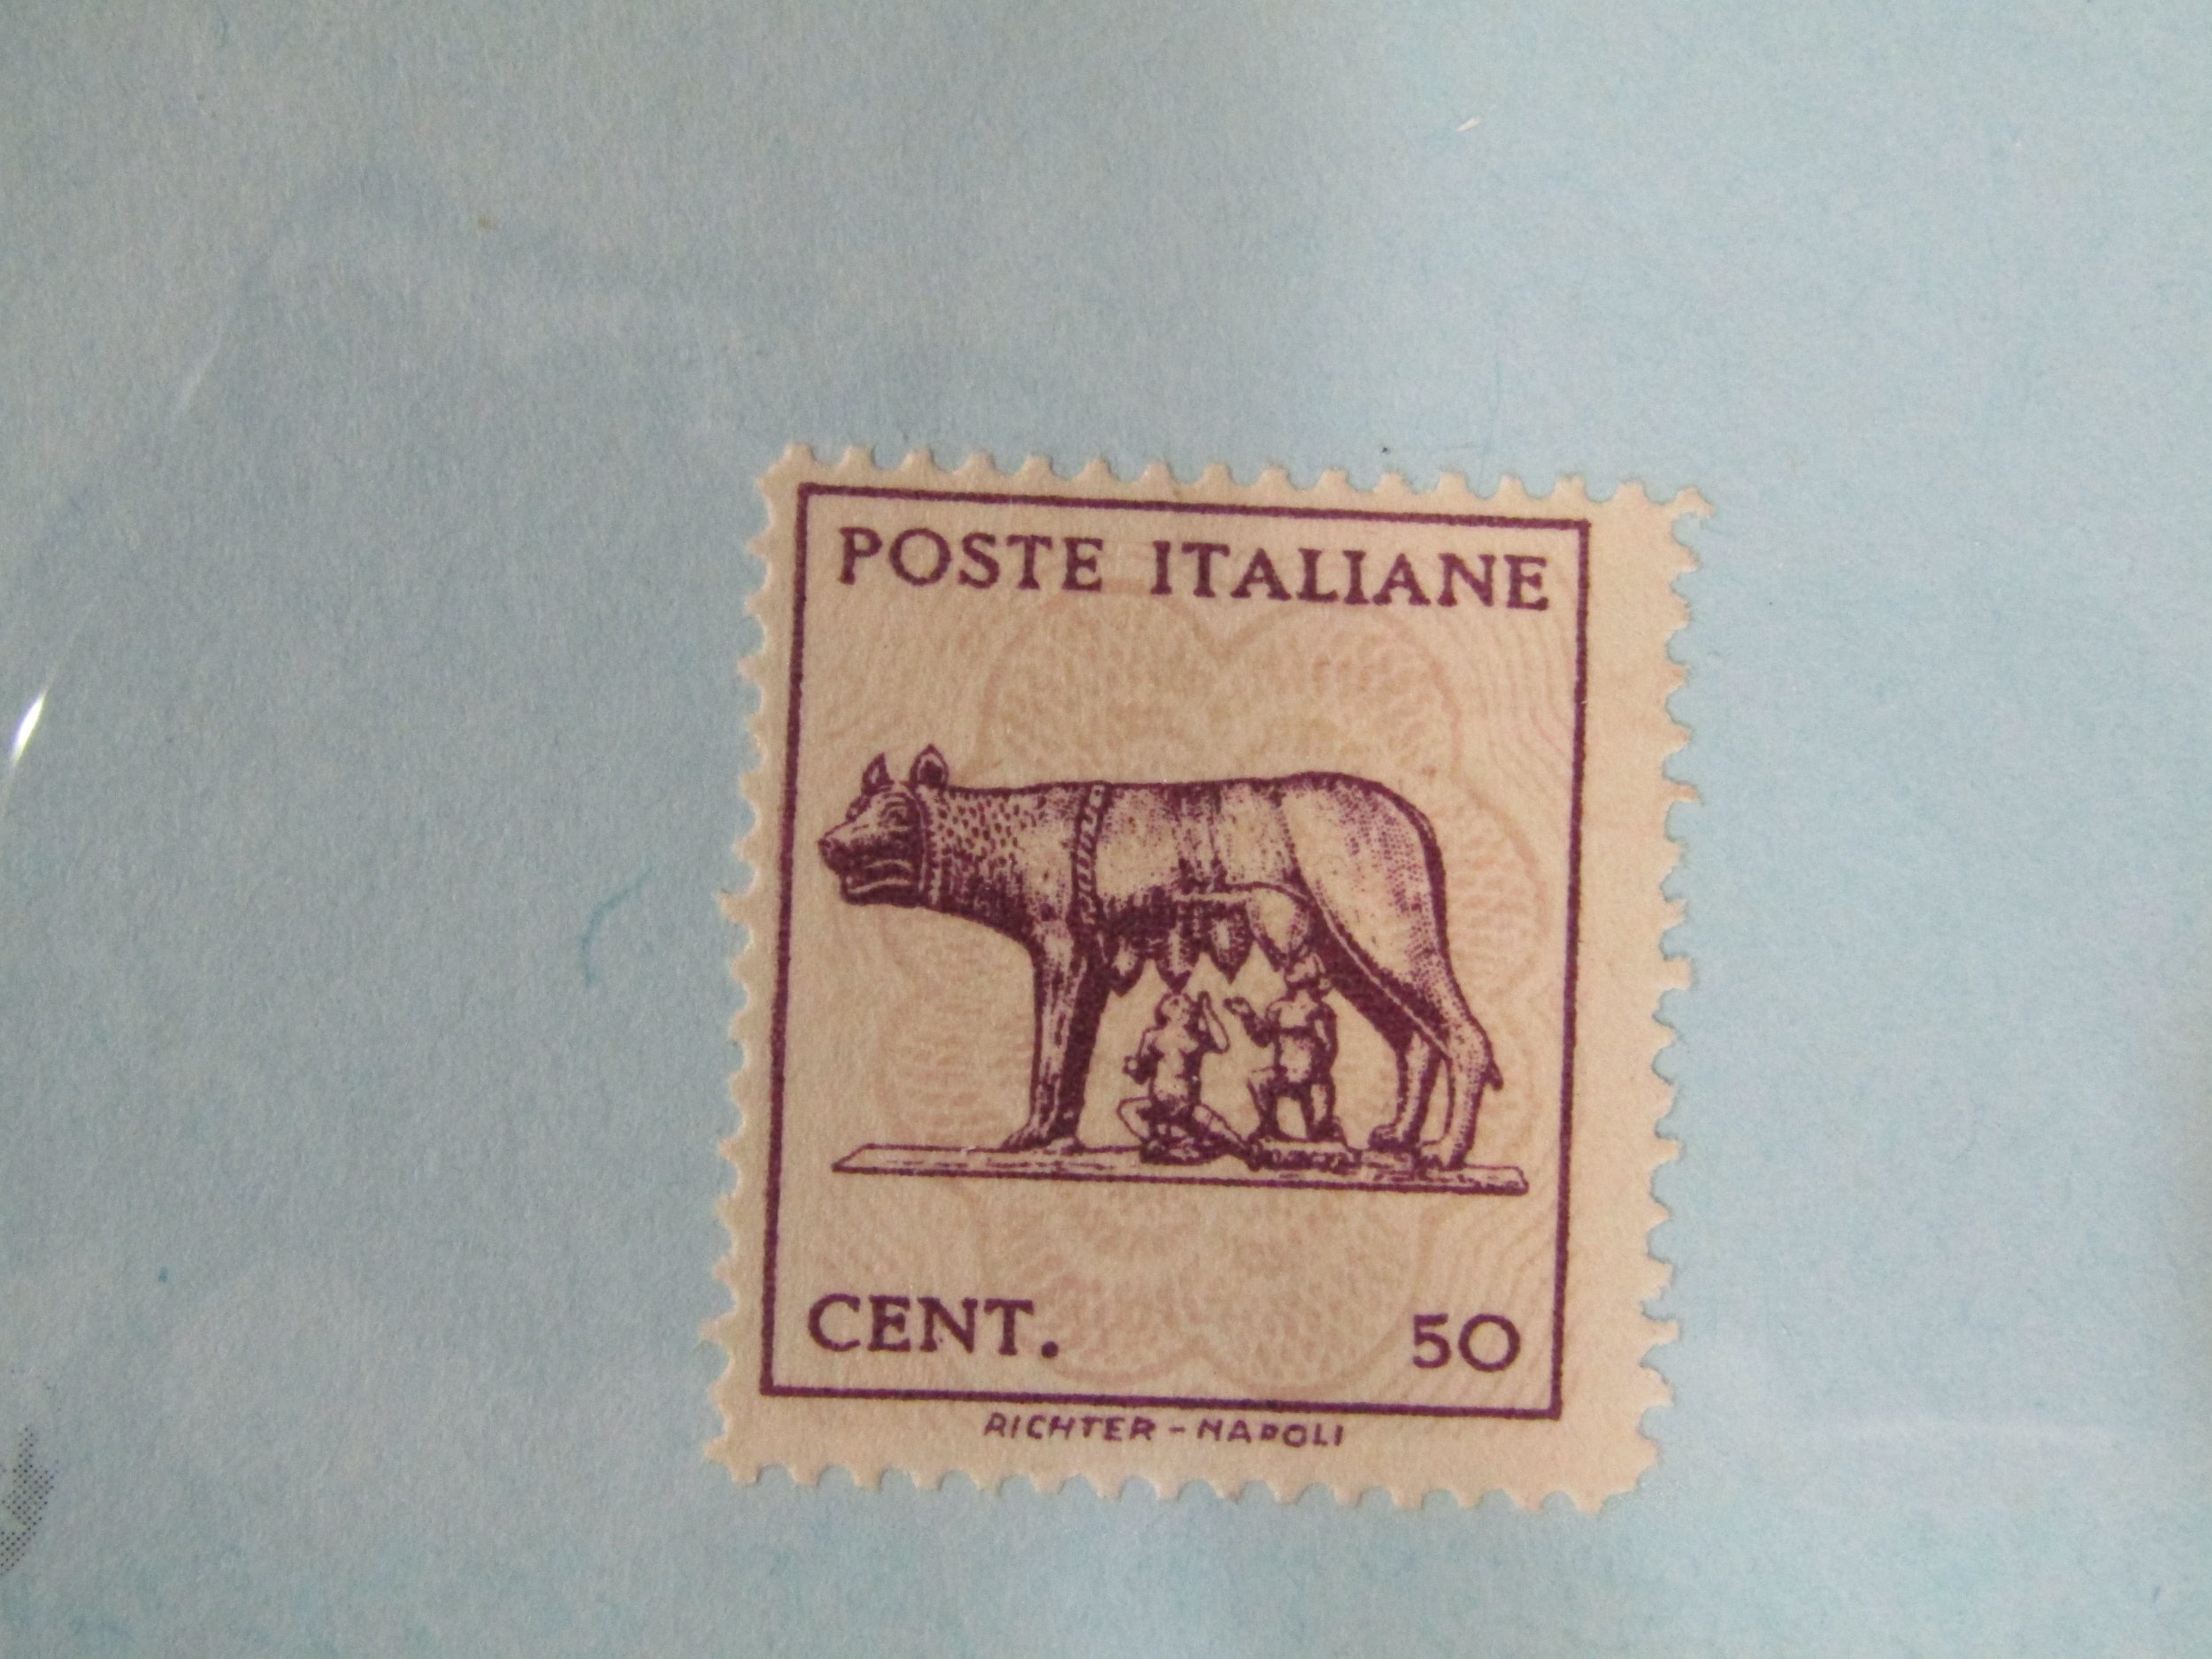 POSTE ITALIANE
CENT. 50
RICHTER - NAPOLI